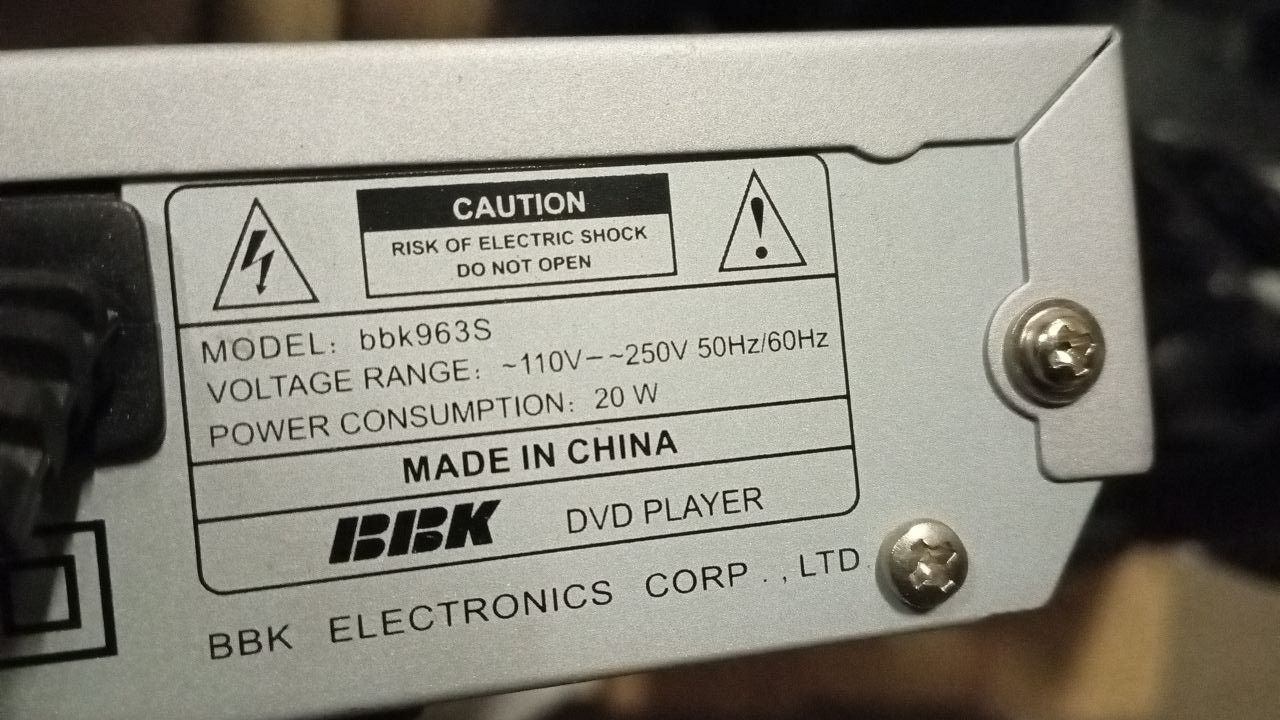 CAUTION
RISK OF ELECTRIC SHOCK
DO NOT OPEN
MODEL: bbk963S
VOLTAGE RANGE: ~110V-~250V 50Hz/60Hz
POWER CONSUMPTION: 20 W
MADE IN CHINA
BBK DVD PLAYER
BBK ELECTRONICS CORP.,LTD.